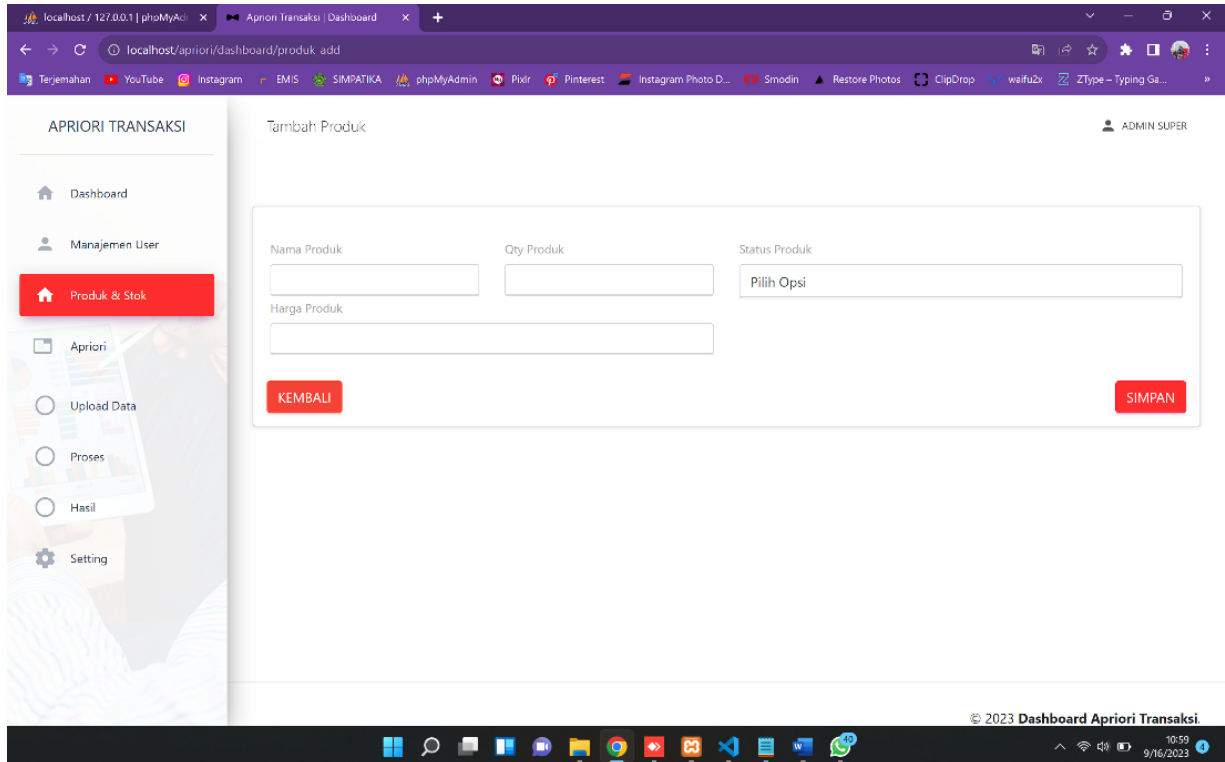 localhost / 127.0.0.1 | phpMyAd
Apriori Transaksi | Dashboard
localhost/apriori/dashboard/produk_add
Terjemahan YouTube Instagram EMIS SIMPATIKA phpMyAdmin Pixlr Pinterest Instagram Photo D... Smodin Restore Photos ClipDrop waifu2x ZType – Typing Ga... »
APRIORI TRANSAKSI
Tambah Produk
ADMIN SUPER
Dashboard
Manajemen User
Produk & Stok
Apriori
Upload Data
Proses
Hasil
Setting
Nama Produk
Qty Produk
Status Produk
Pilih Opsi
Harga Produk
KEMBALI
SIMPAN
© 2023 Dashboard Apriori Transaksi.
40
10:59
9/16/2023
4